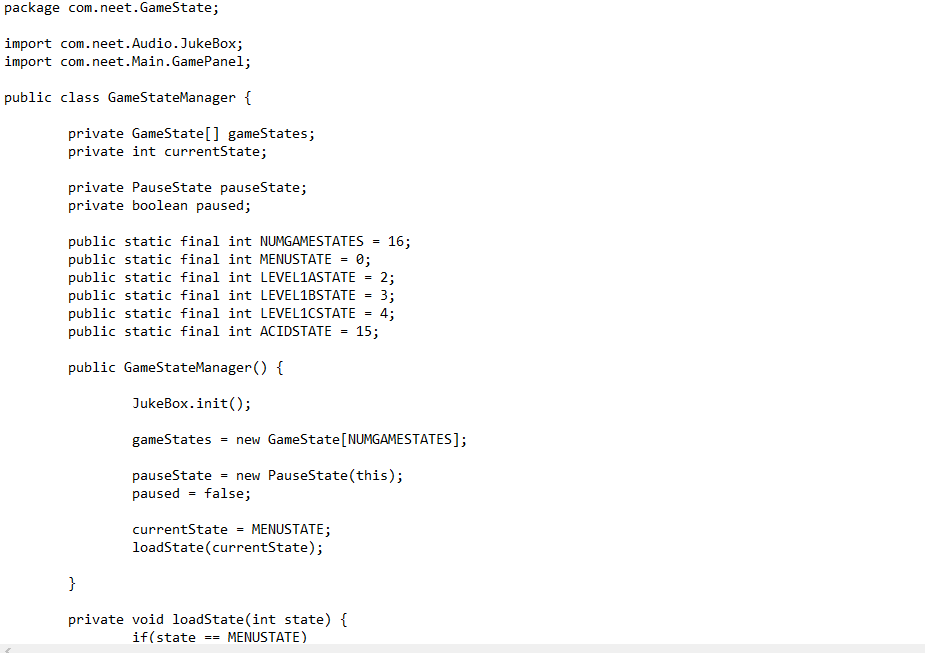 package com.neet.GameState;
import com.neet.Audio.JukeBox;
import com.neet.Main.GamePanel;
public class GameStateManager {
private GameState[] gameStates;
private int currentState;
private PauseState pauseState;
private boolean paused;
public static final int NUMGAMESTATES = 16;
public static final int MENUSTATE = 0;
public static final int LEVEL1ASTATE = 2;
public static final int LEVEL1BSTATE = 3;
public static final int LEVEL1CSTATE = 4;
public static final int ACIDSTATE = 15;
public GameStateManager() {
JukeBox.init();
gameStates = new GameState[NUMGAMESTATES];
pauseState = new PauseState(this);
paused = false;
currentState = MENUSTATE;
loadState(currentState);
}
private void loadState(int state) {
if(state == MENUSTATE)